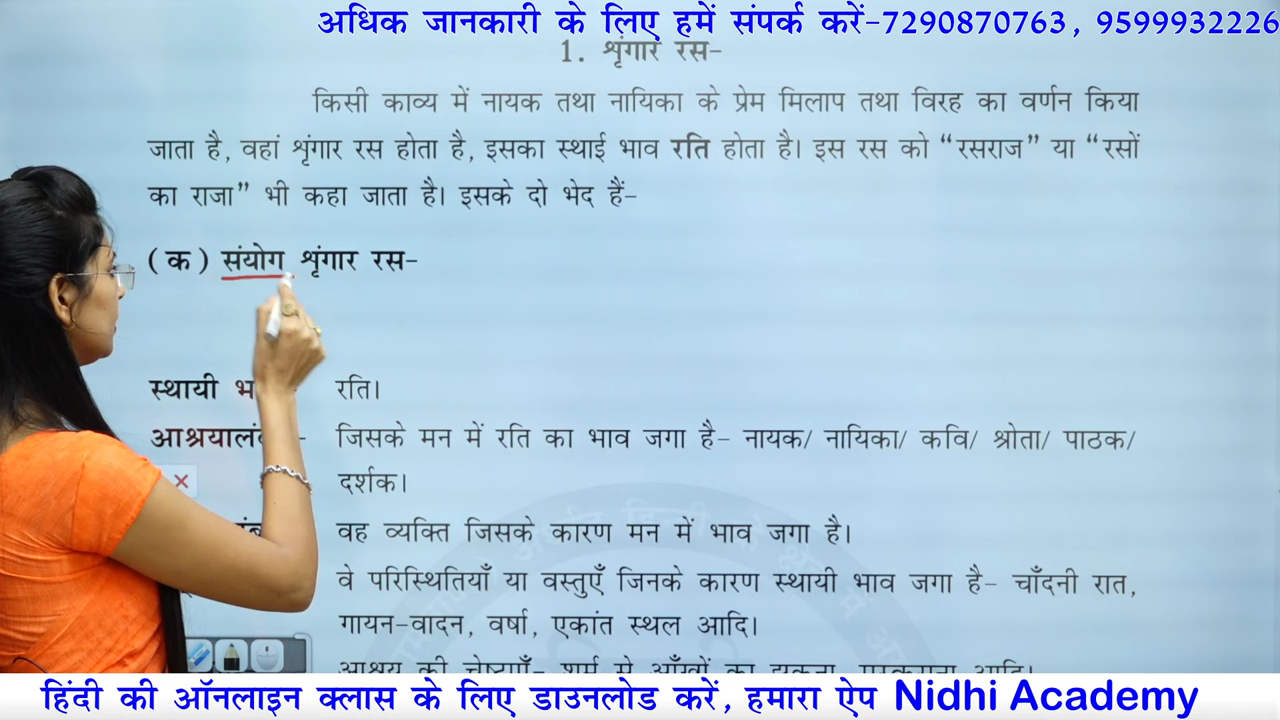 अधिक जानकारी के लिए हमें संपर्क करें-7290870763, 9599932226
1. शृंगार रस-
किसी काव्य में नायक तथा नायिका के प्रेम मिलाप तथा विरह का वर्णन किया
जाता है, वहां शृंगार रस होता है, इसका स्थाई भाव रति होता है। इस रस को “रसराज” या “रसों
का राजा” भी कहा जाता है। इसके दो भेद हैं-
(क) संयोग शृंगार रस-
स्थायी रति।
जिसके मन में रति का भाव जगा है- नायक/ नायिका/ कवि/ श्रोता/ पाठक/
दर्शक।
वह व्यक्ति जिसके कारण मन में भाव जगा है।
वे परिस्थितियाँ या वस्तुएँ जिनके कारण स्थायी भाव जगा है- चाँदनी रात,
गायन-वादन, वर्षा, एकांत स्थल आदि।
आश्रय की चेष्टाएँ- शर्म से आँखों का झुकना, मुस्कुराना आदि।
हिंदी की ऑनलाइन क्लास के लिए डाउनलोड करें, हमारा ऐप Nidhi Academy